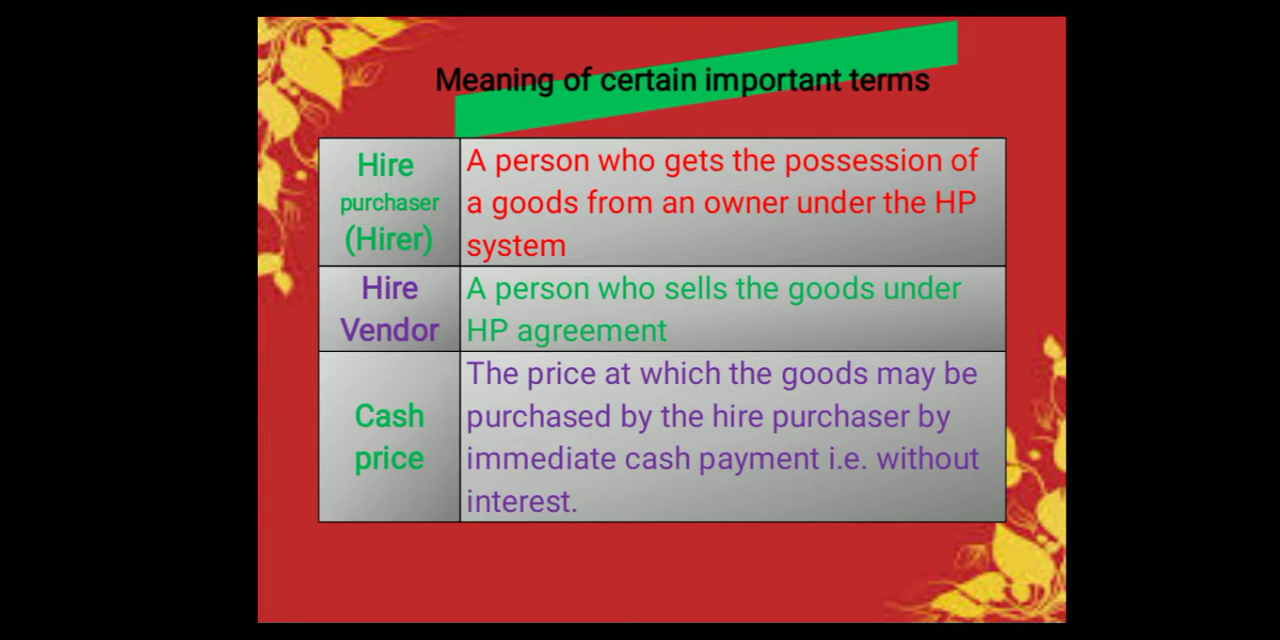 Meaning of certain important terms
Hire
purchaser
(Hirer)
A person who gets the possession of
a goods from an owner under the HP
system
Hire
Vendor
A person who sells the goods under
HP agreement
Cash
price
The price at which the goods may be
purchased by the hire purchaser by
immediate cash payment i.e. without
interest.